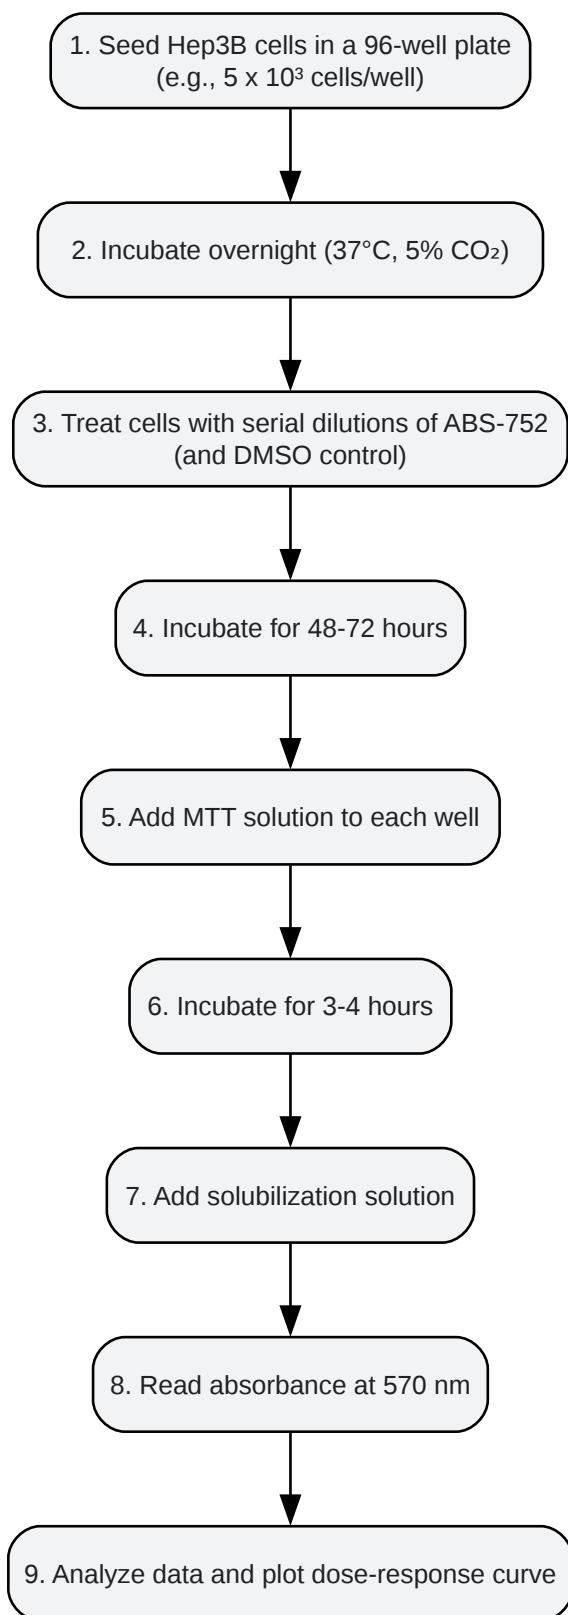 1. Seed Hep3B cells in a 96-well plate
(e.g., 5 x 10³ cells/well)
2. Incubate overnight (37°C, 5% CO₂)
3. Treat cells with serial dilutions of ABS-752
(and DMSO control)
4. Incubate for 48-72 hours
5. Add MTT solution to each well
6. Incubate for 3-4 hours
7. Add solubilization solution
8. Read absorbance at 570 nm
9. Analyze data and plot dose-response curve